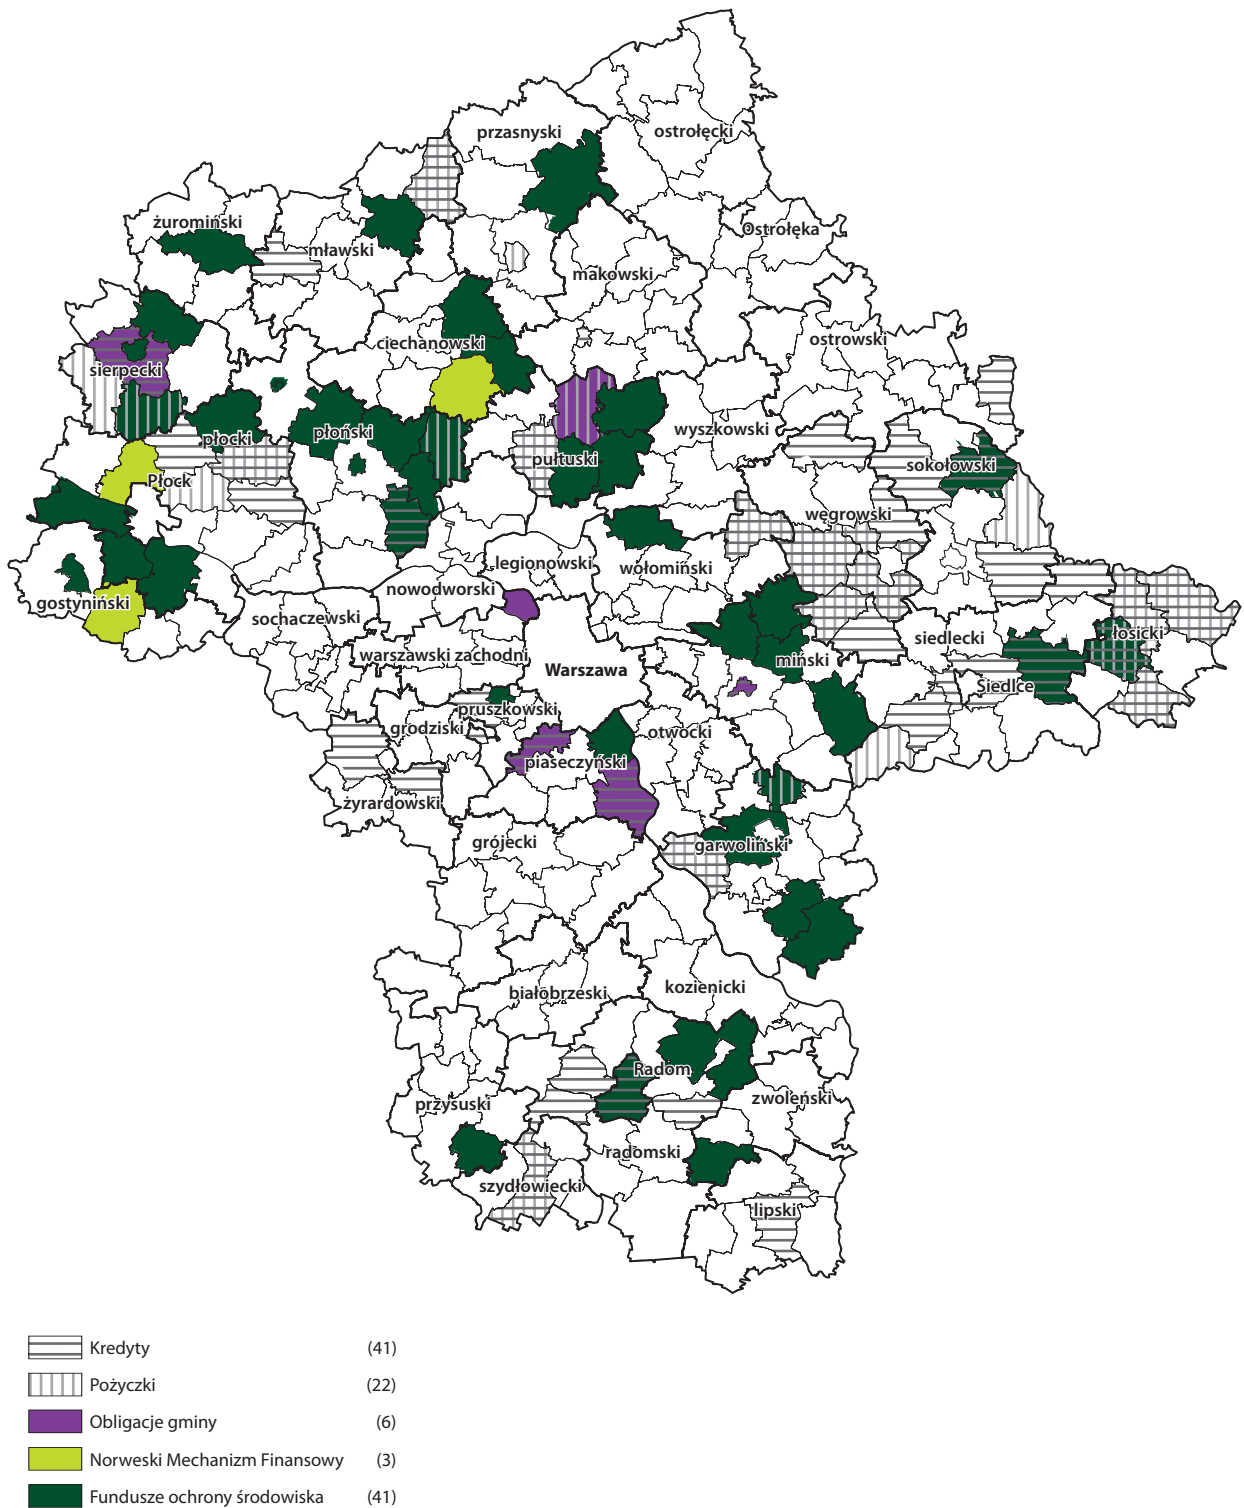 przasnyski
ostrołęcki
żuromiński
Ostrołęka
mławski
makowski
ciechanowski
ostrowski
sierpecki
płocki
płoński
wyszkowski
pułtuski
sokołowski
Płock
węgrowski
legionowski
wołomiński
nowodworski
gostyniński
sochaczewski
łosicki
siedlecki
warszawski zachodni
miński
Warszawa
Siedlce
pruszkowski
grodziski
otwocki
piaseczyński
żyrardowski
grójecki
garwoliński
kozienicki
białobrzeski
Radom
zwoleński
przysuski
radomski
szydłowiecki
lipski
Kredyty (41)
Pożyczki (22)
Obligacje gminy (6)
Norweski Mechanizm Finansowy (3)
Fundusze ochrony środowiska (41)